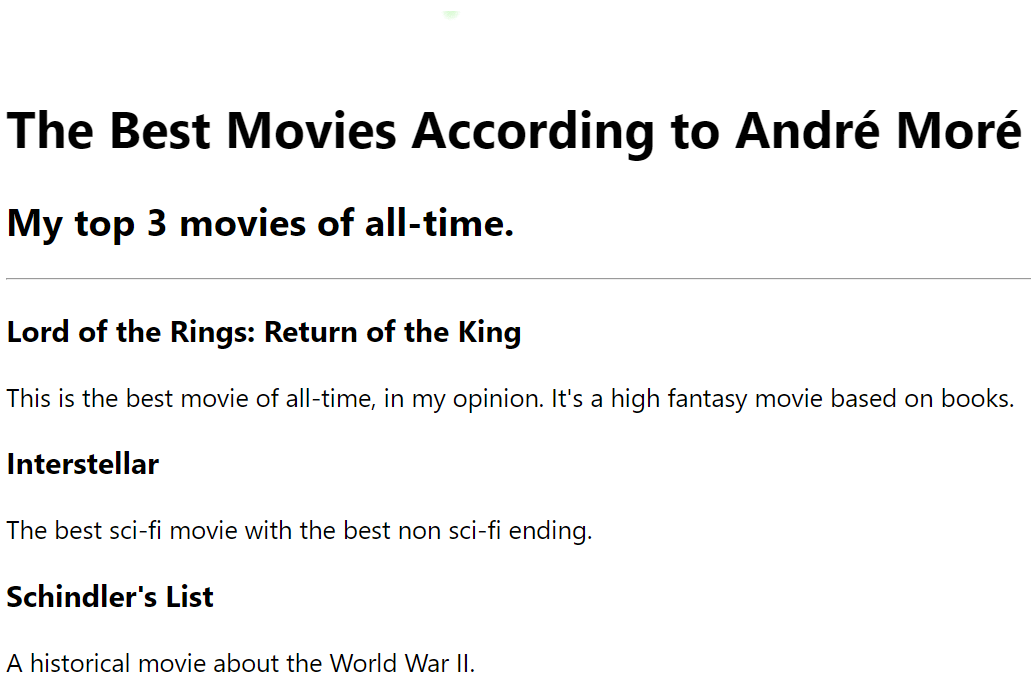 The Best Movies According to André Moré
My top 3 movies of all-time.
Lord of the Rings: Return of the King
This is the best movie of all-time, in my opinion. It's a high fantasy movie based on books.
Interstellar
The best sci-fi movie with the best non sci-fi ending.
Schindler's List
A historical movie about the World War II.